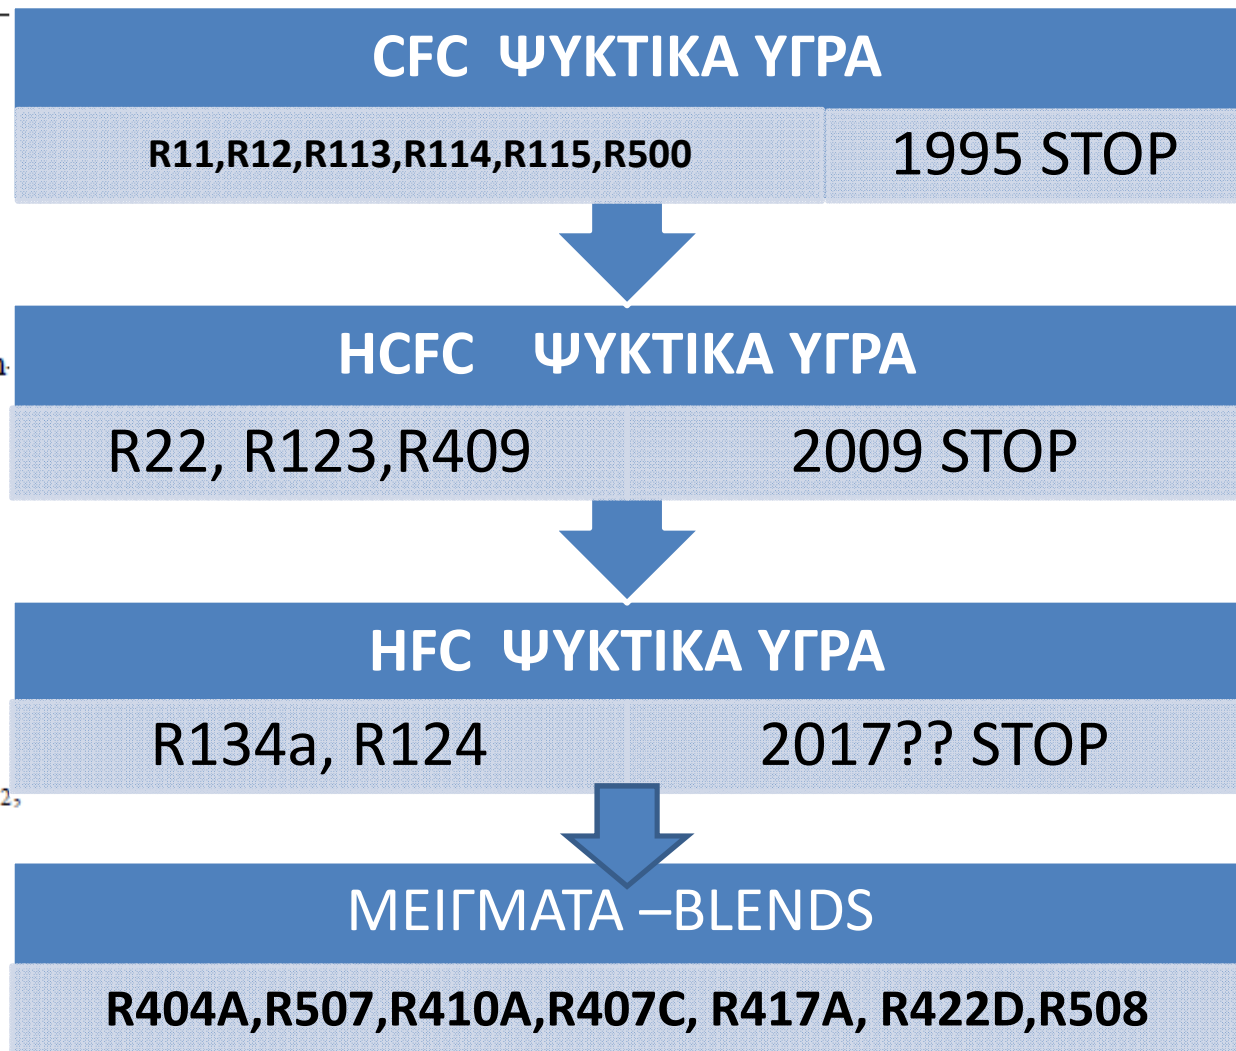 CFC ΨΥΚΤΙΚΑ ΥΓΡΑ
R11,R12,R113,R114,R115,R500 1995 STOP
HCFC ΨΥΚΤΙΚΑ ΥΓΡΑ
R22, R123,R409 2009 STOP
HFC ΨΥΚΤΙΚΑ ΥΓΡΑ
R134a, R124 2017?? STOP
2,
ΜΕΙΓΜΑΤΑ –BLENDS
R404A,R507,R410A,R407C, R417A, R422D,R508